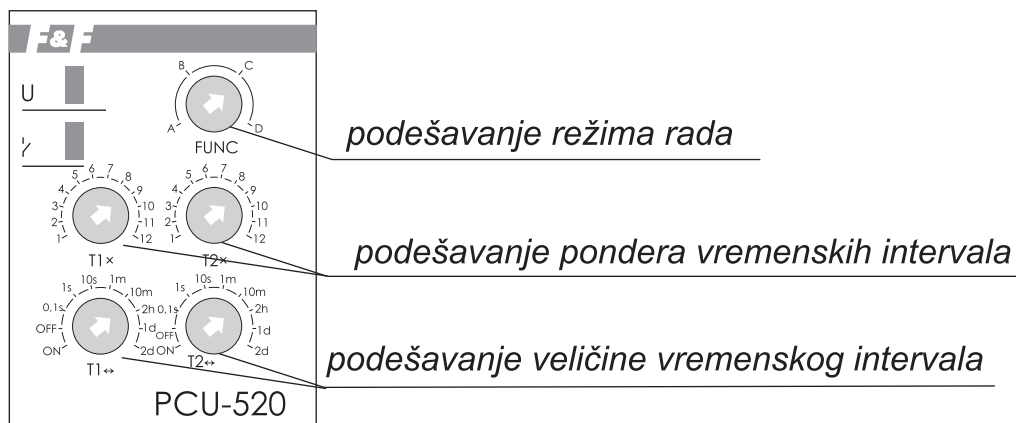 F&F
U
B C
A D
FUNC
podešavanje režima rada
1 2 3 4 5 6 7 8 9 10 11 12
T1×
1 2 3 4 5 6 7 8 9 10 11 12
T2×
podešavanje pondera vremenskih intervala
ON OFF 0,1s 1s 10s 1m 10m 2h 1d 2d
T1↔
ON OFF 0,1s 1s 10s 1m 10m 2h 1d 2d
T2↔
podešavanje veličine vremenskog intervala
PCU-520